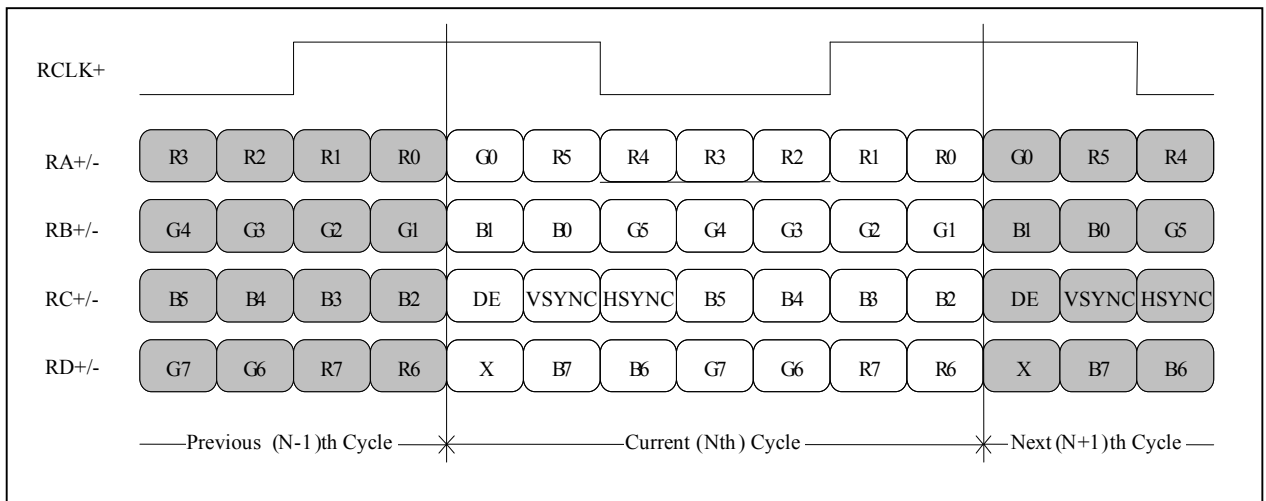 RCLK+
RA+/- R3 R2 R1 R0 G0 R5 R4 R3 R2 R1 R0 G0 R5 R4
RB+/- G4 G3 G2 G1 B1 B0 G5 G4 G3 G2 G1 B1 B0 G5
RC+/- B5 B4 B3 B2 DE VSYNC HSYNC B5 B4 B3 B2 DE VSYNC HSYNC
RD+/- G7 G6 R7 R6 X B7 B6 G7 G6 R7 R6 X B7 B6
Previous (N-1)th Cycle Current (Nth) Cycle Next (N+1)th Cycle